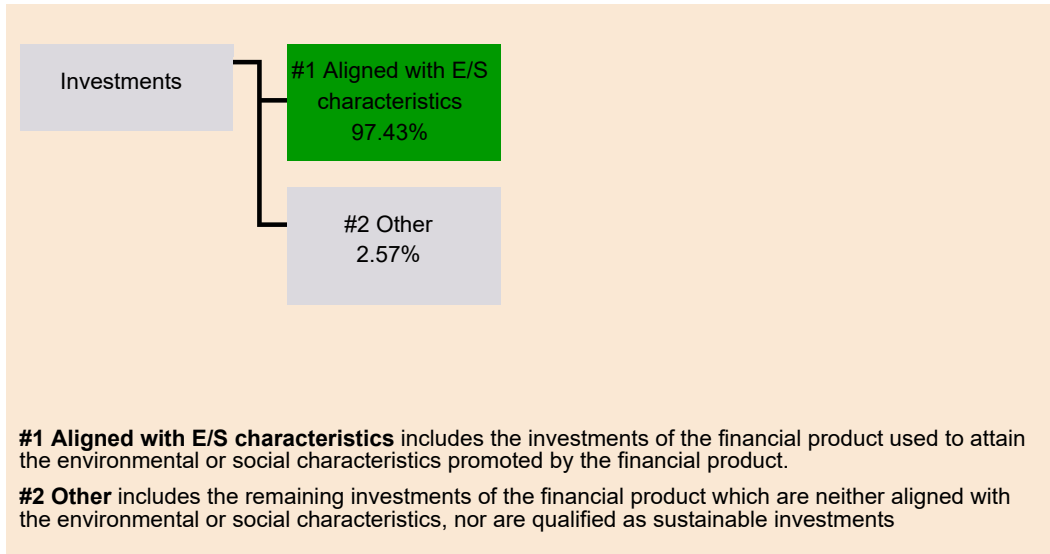 Investments
#1 Aligned with E/S
characteristics
97.43%
#2 Other
2.57%
#1 Aligned with E/S characteristics includes the investments of the financial product used to attain
the environmental or social characteristics promoted by the financial product.
#2 Other includes the remaining investments of the financial product which are neither aligned with
the environmental or social characteristics, nor are qualified as sustainable investments